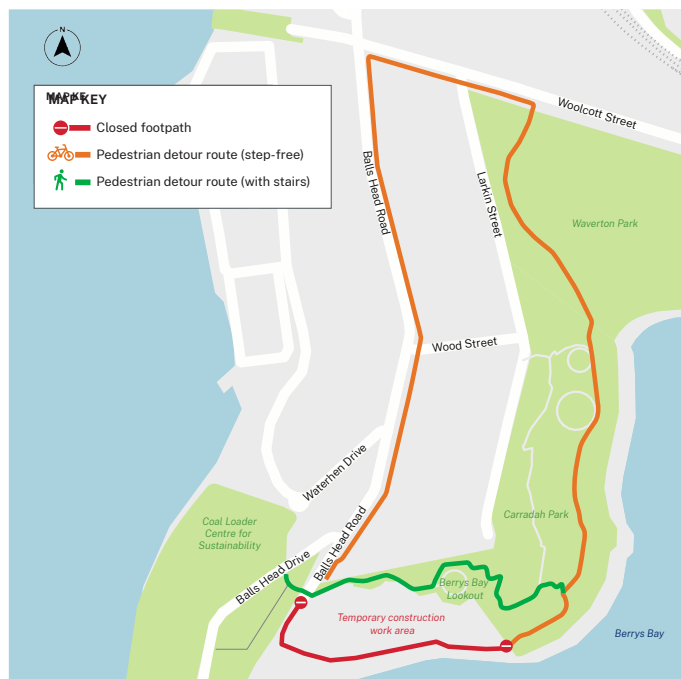 N
MAP KEY
Closed footpath
Pedestrian detour route (step-free)
Pedestrian detour route (with stairs)
Woolcott Street
Balls Head Road
Larkin Street
Waverton Park
Wood Street
Waterhen Drive
Carradah Park
Coal Loader
Centre for
Sustainability
Balls Head Road
Balls Head Drive
Berrys Bay
Lookout
Temporary construction
work area
Berrys Bay